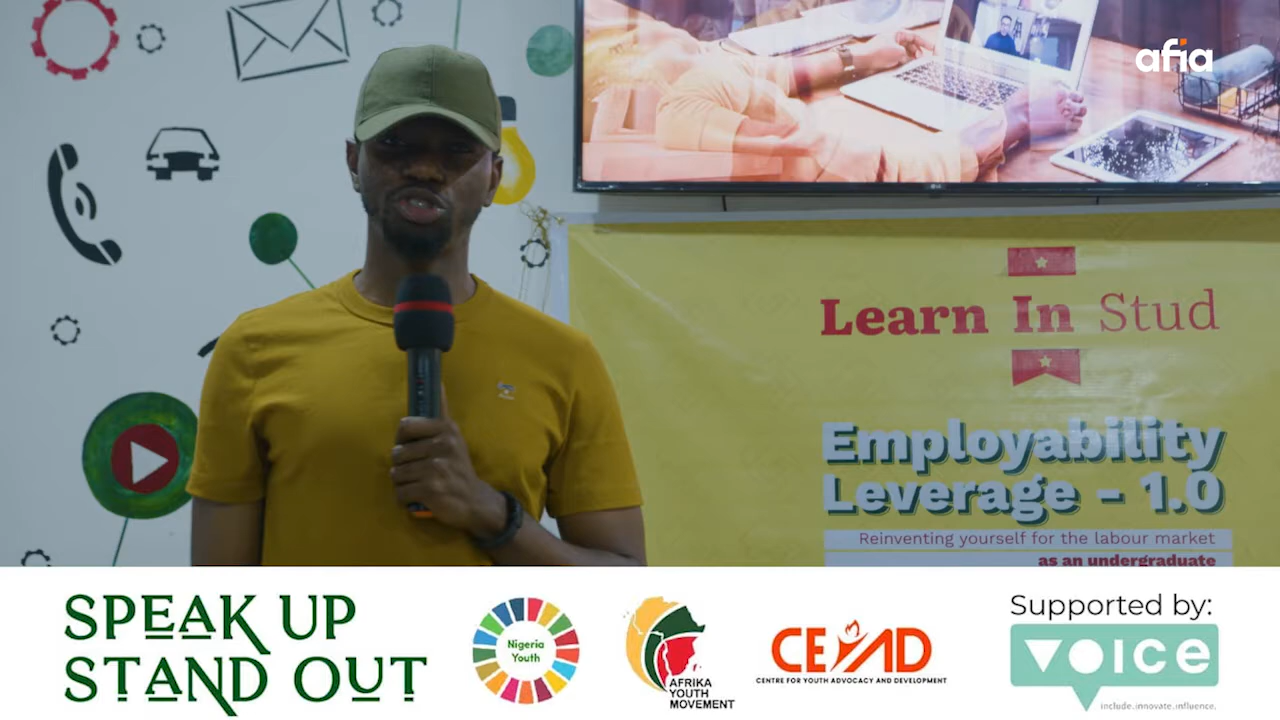 afia
LG
Learn In Stud
Employability
Leverage - 1.0
Reinventing yourself for the labour market
as an undergraduate
SPEAK UP
STAND OUT
Nigeria
Youth
AFRIKA
YOUTH
MOVEMENT
CEYAD
CENTRE FOR YOUTH ADVOCACY AND DEVELOPMENT
Supported by:
VOICE
include.innovate.influence.